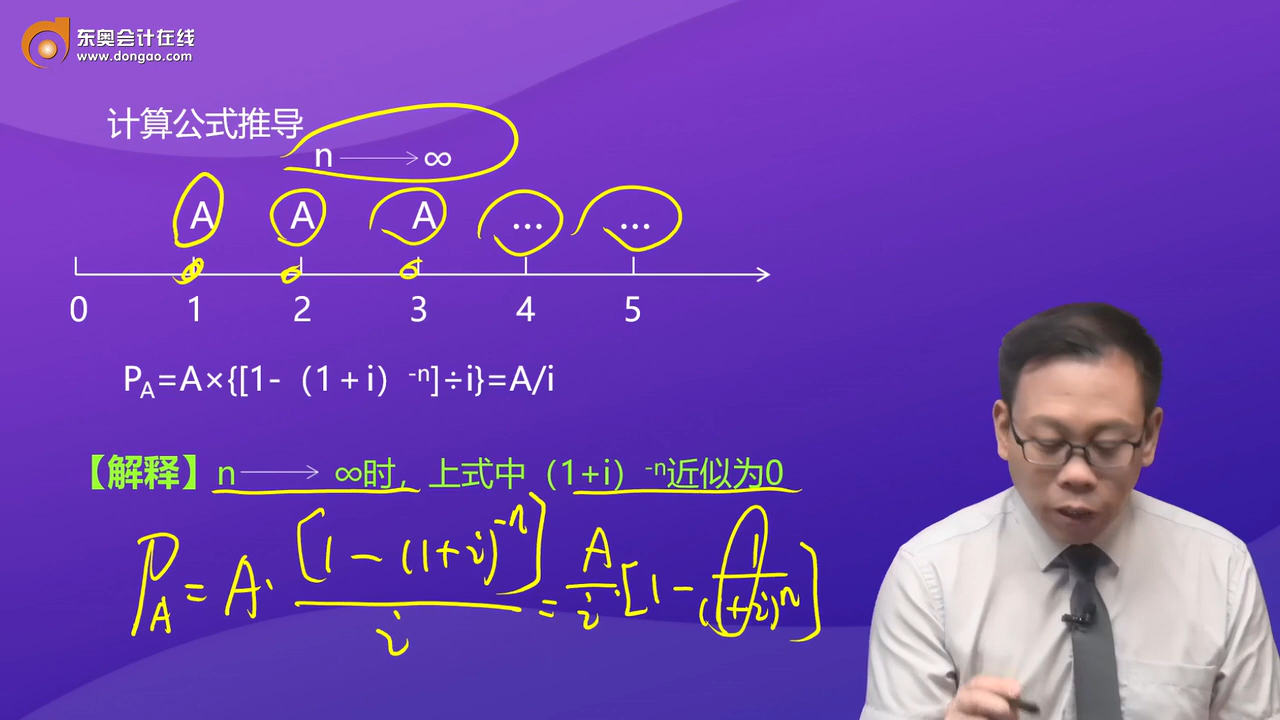 东奥会计在线
www.dongao.com
计算公式推导
n ⟶ ∞
A A A ... ...
0 1 2 3 4 5
P_A=A×{[1-（1+i）^-n]÷i}=A/i
【解释】n ⟶ ∞时，上式中（1+i）^-n近似为0
P_A = A· [1-(1+i)^-n] / i = A/i ·[1 - 1/(1+i)^n]